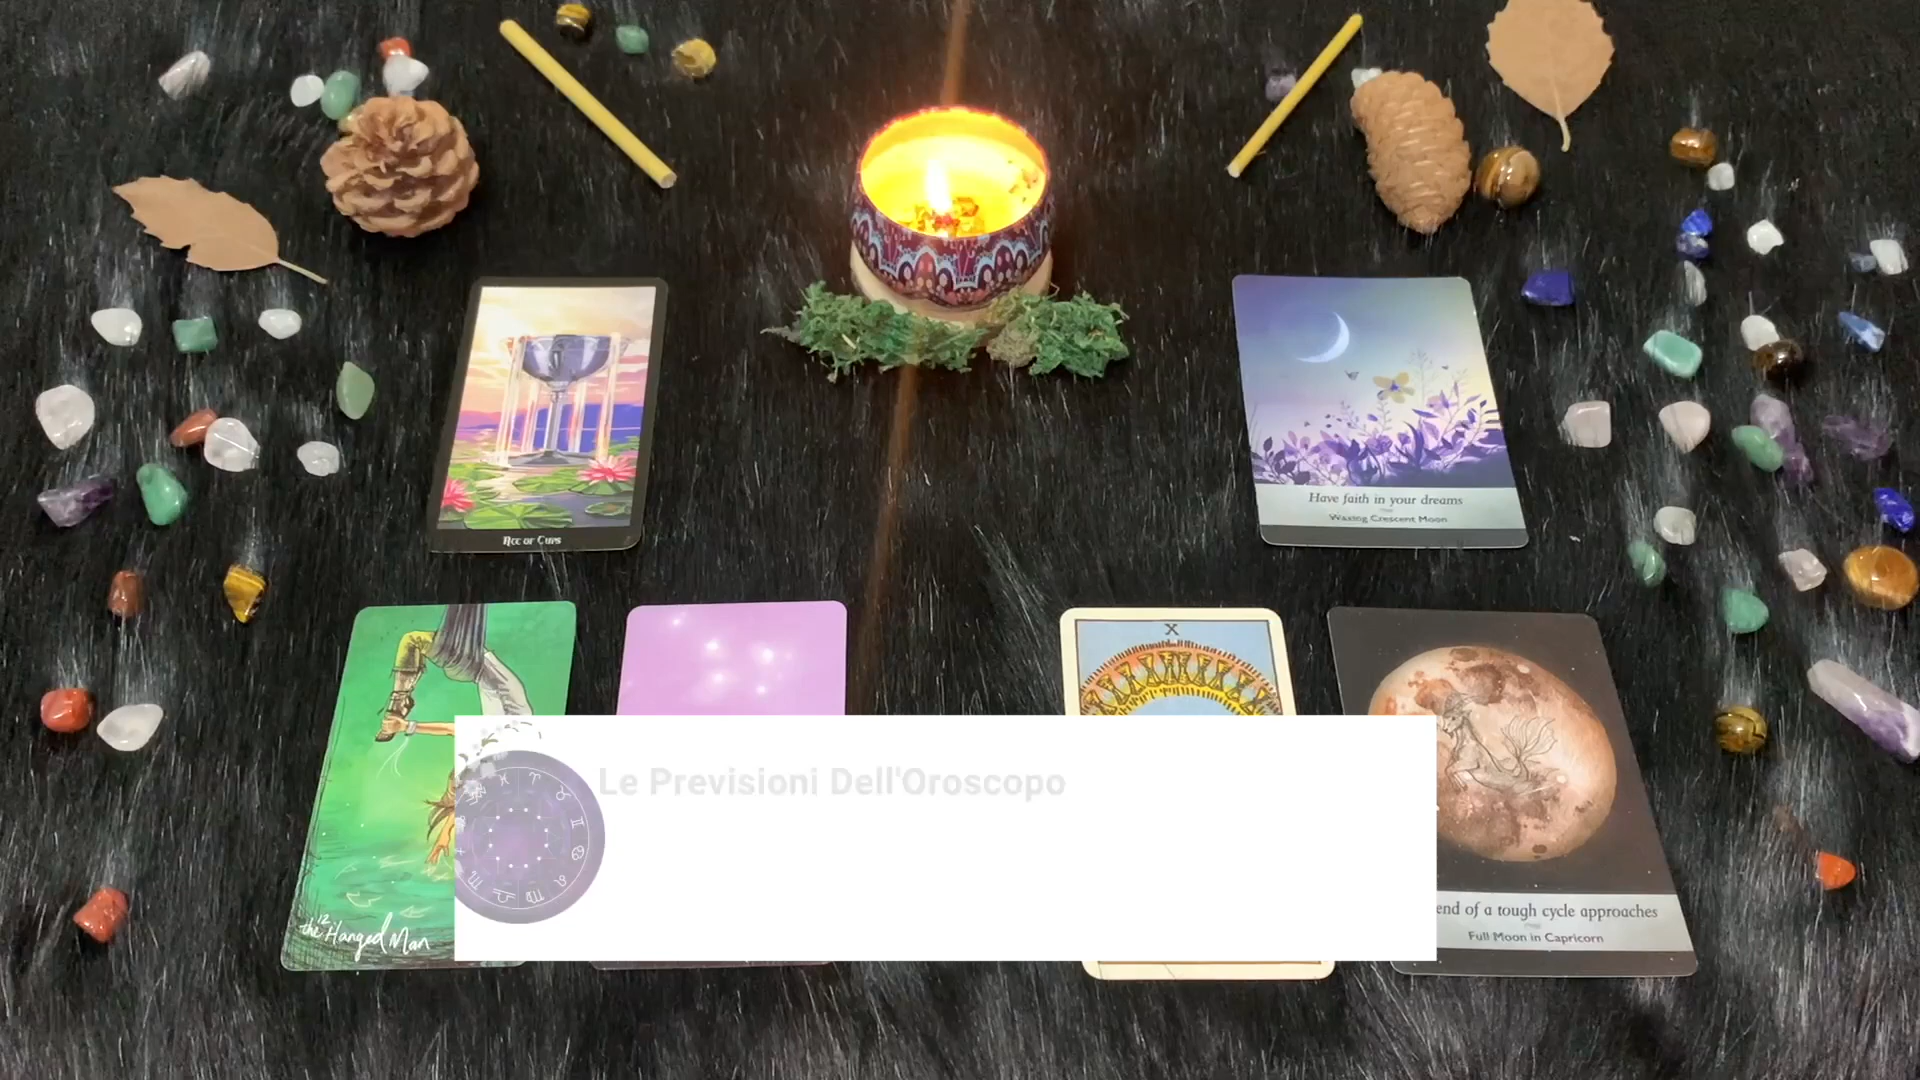 Ace of Cups
Have faith in your dreams
Waxing Crescent Moon
X
Le Previsioni Dell'Oroscopo
12
the Hanged Man
end of a tough cycle approaches
Full Moon in Capricorn